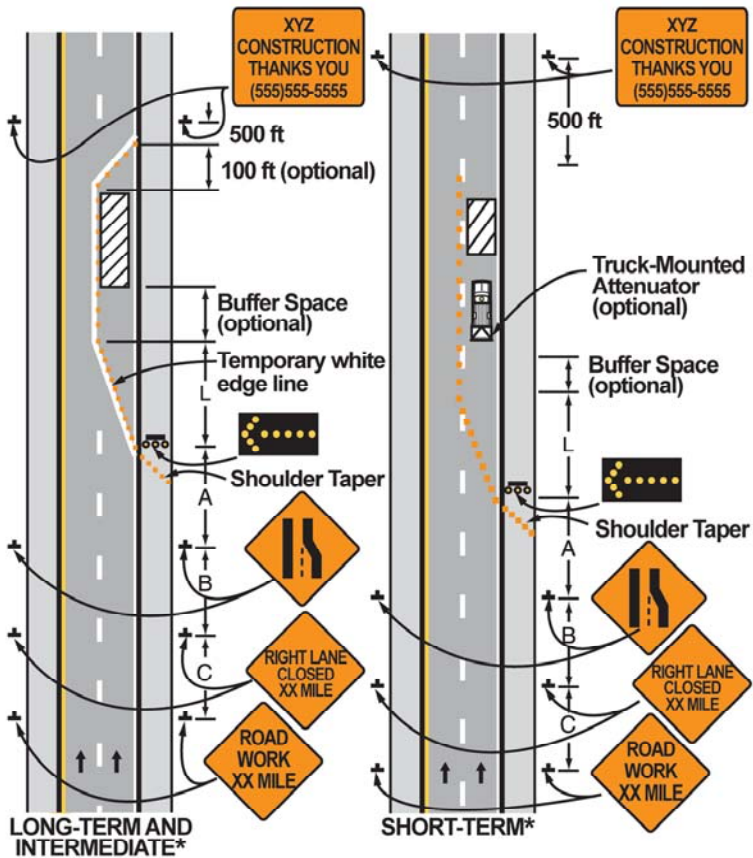 XYZ
CONSTRUCTION
THANKS YOU
(555)555-5555
500 ft
100 ft (optional)
Buffer Space
(optional)
Temporary white
edge line
L
Shoulder Taper
A
B
C
RIGHT LANE
CLOSED
XX MILE
ROAD
WORK
XX MILE
LONG-TERM AND
INTERMEDIATE*
XYZ
CONSTRUCTION
THANKS YOU
(555)555-5555
500 ft
Truck-Mounted
Attenuator
(optional)
Buffer Space
(optional)
L
Shoulder Taper
A
B
C
RIGHT LANE
CLOSED
XX MILE
ROAD
WORK
XX MILE
SHORT-TERM*